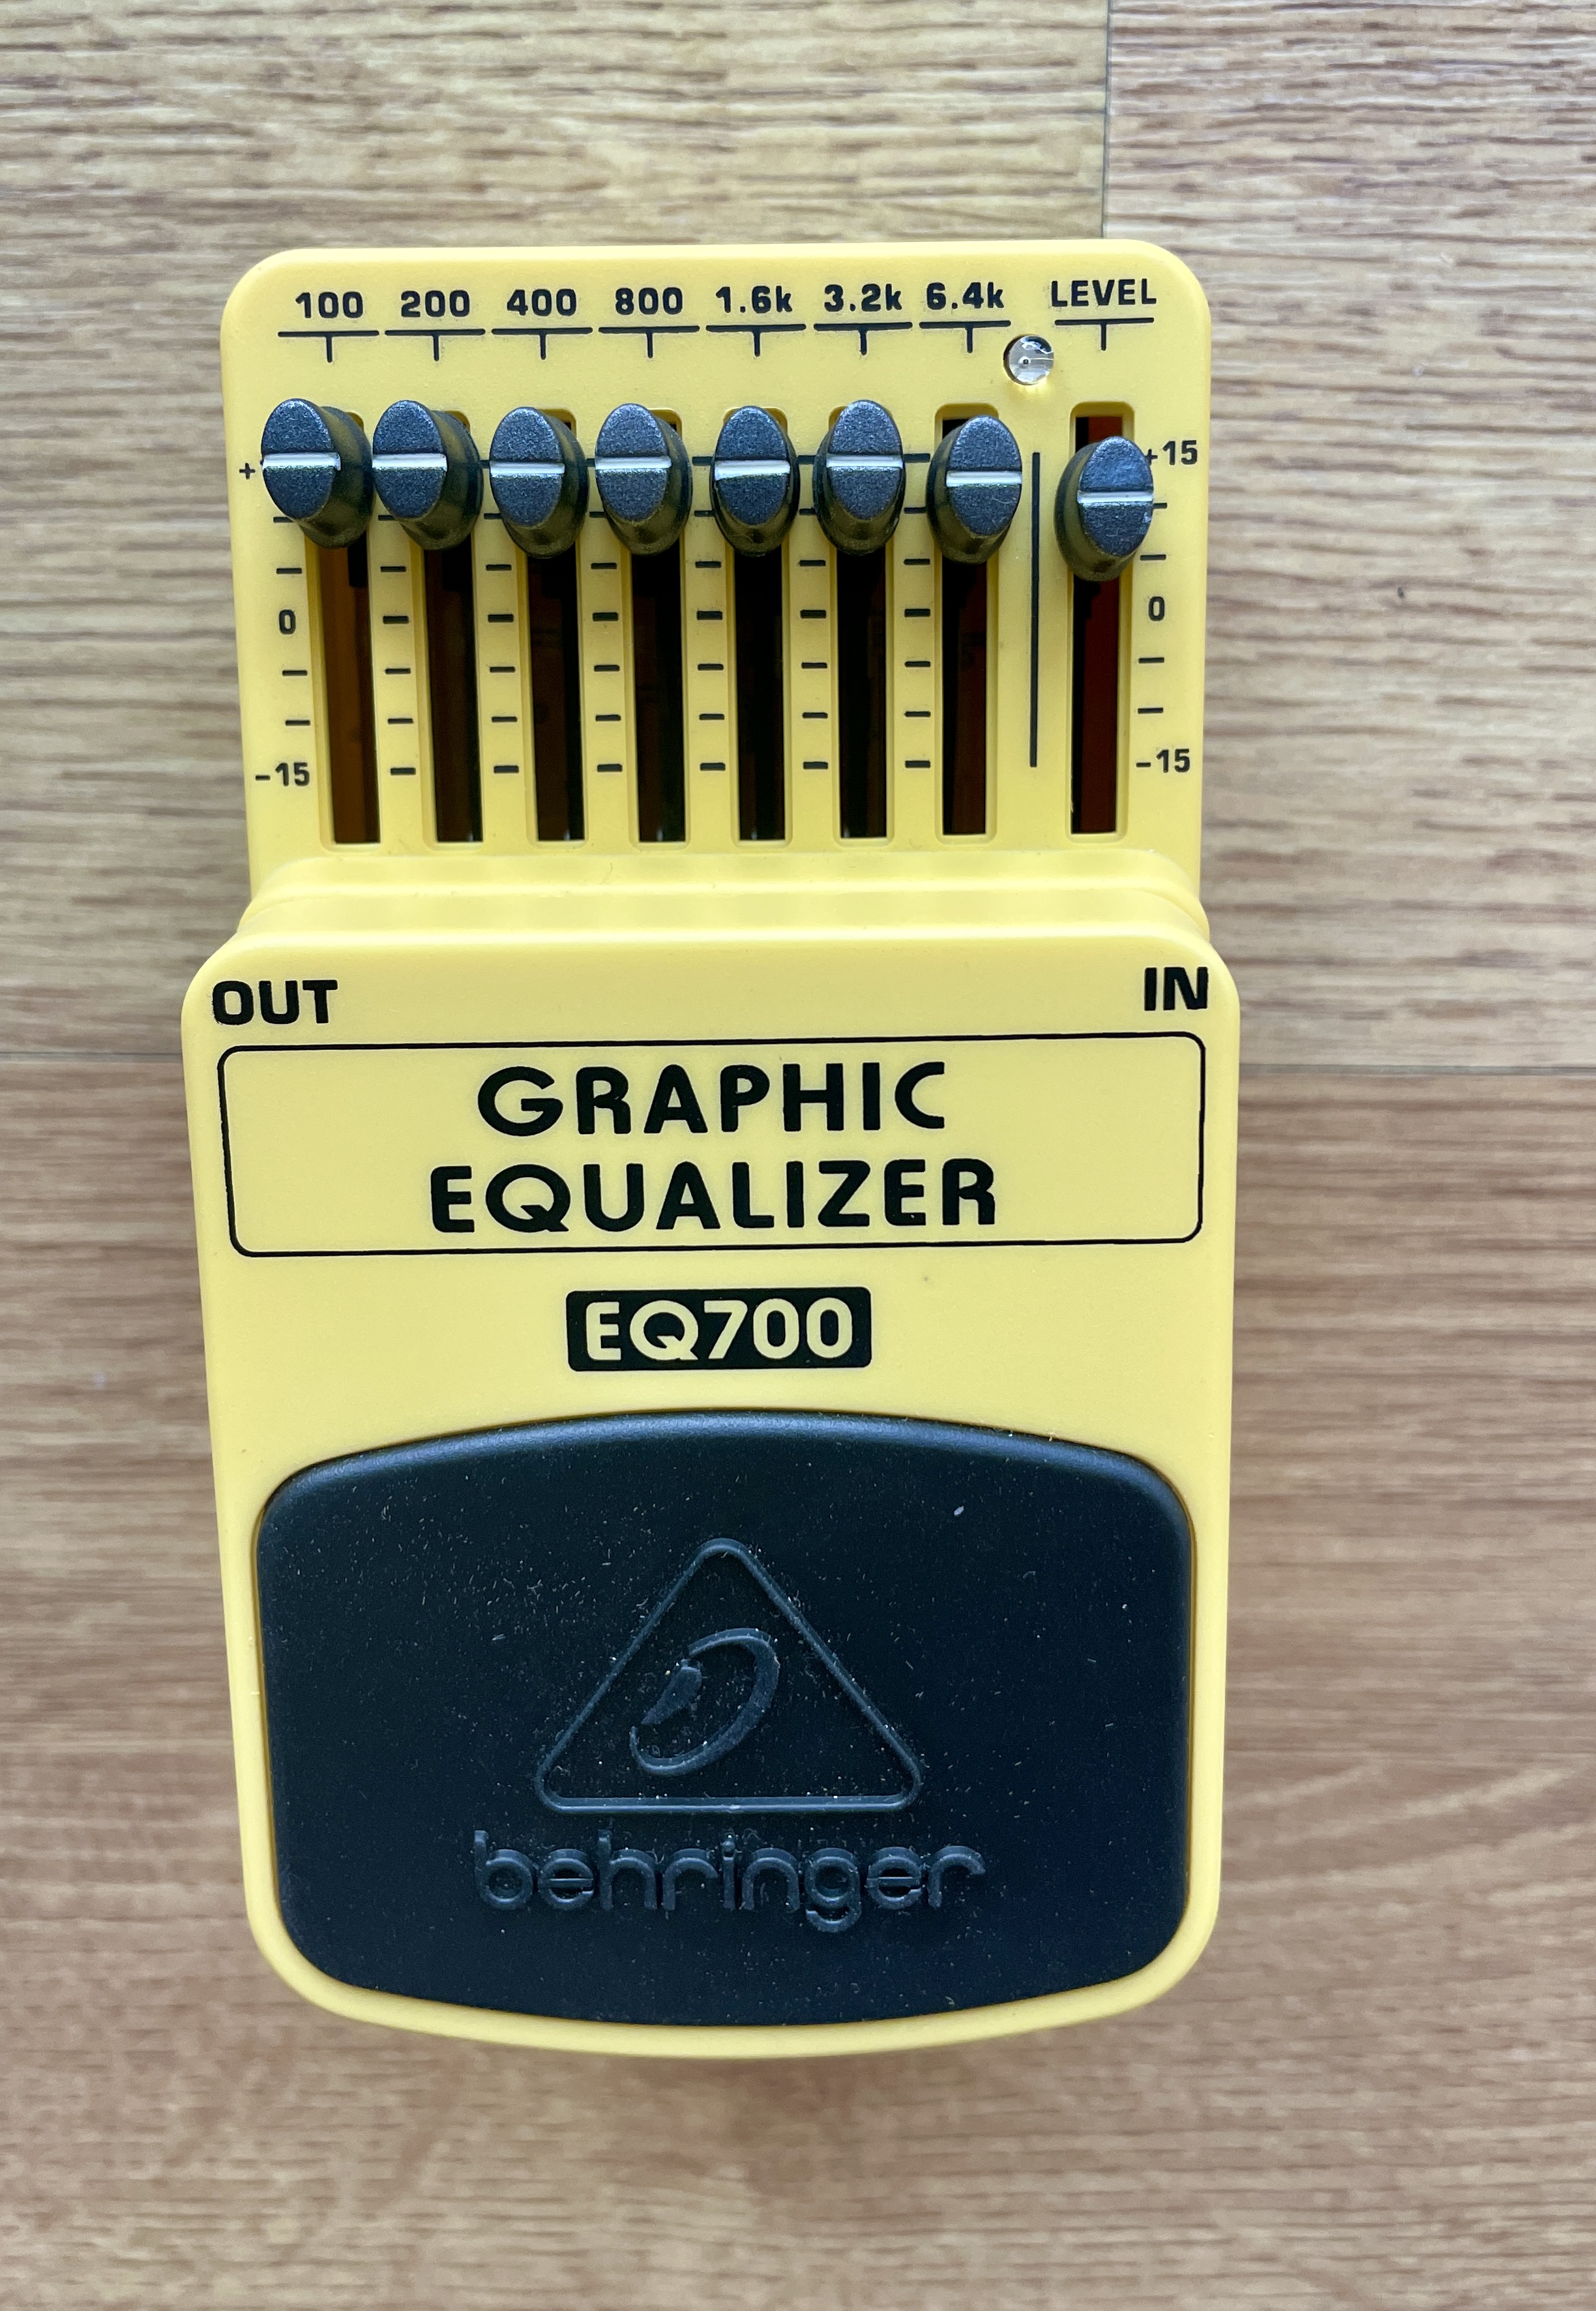 100 200 400 800 1.6k 3.2k 6.4k LEVEL
+ +15
0 0
-15 -15
OUT IN
GRAPHIC
EQUALIZER
EQ700
behringer